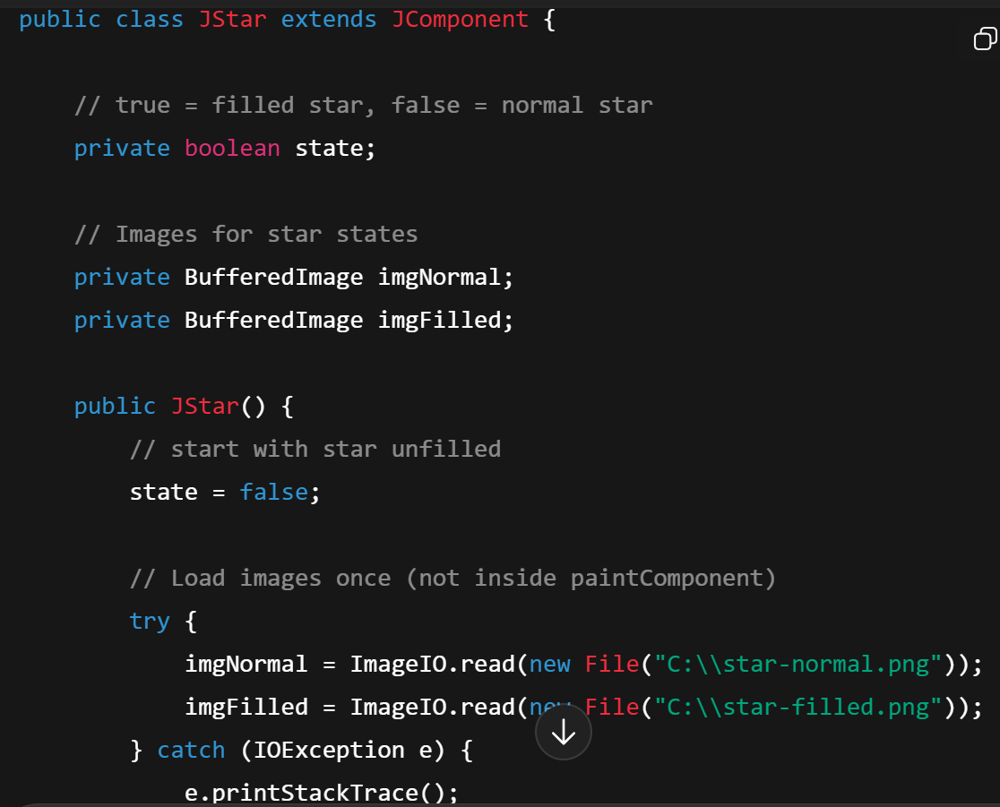 public class JStar extends JComponent {
// true = filled star, false = normal star
private boolean state;
// Images for star states
private BufferedImage imgNormal;
private BufferedImage imgFilled;
public JStar() {
// start with star unfilled
state = false;
// Load images once (not inside paintComponent)
try {
imgNormal = ImageIO.read(new File("C:\\star-normal.png"));
imgFilled = ImageIO.read(new File("C:\\star-filled.png"));
} catch (IOException e) {
e.printStackTrace();